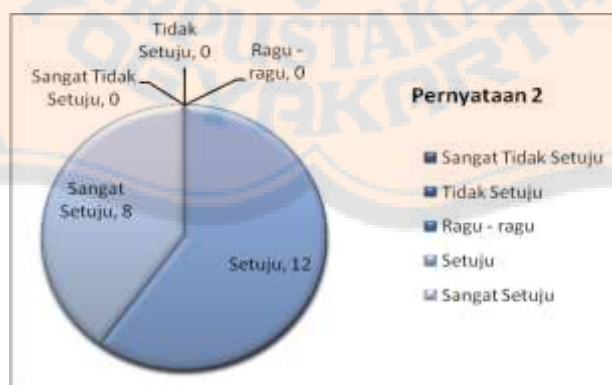 Tidak
Setuju, 0
Ragu -
ragu, 0
Sangat Tidak
Setuju, 0
Pernyataan 2
Sangat
Setuju, 8
Setuju, 12
Sangat Tidak Setuju
Tidak Setuju
Ragu - ragu
Setuju
Sangat Setuju